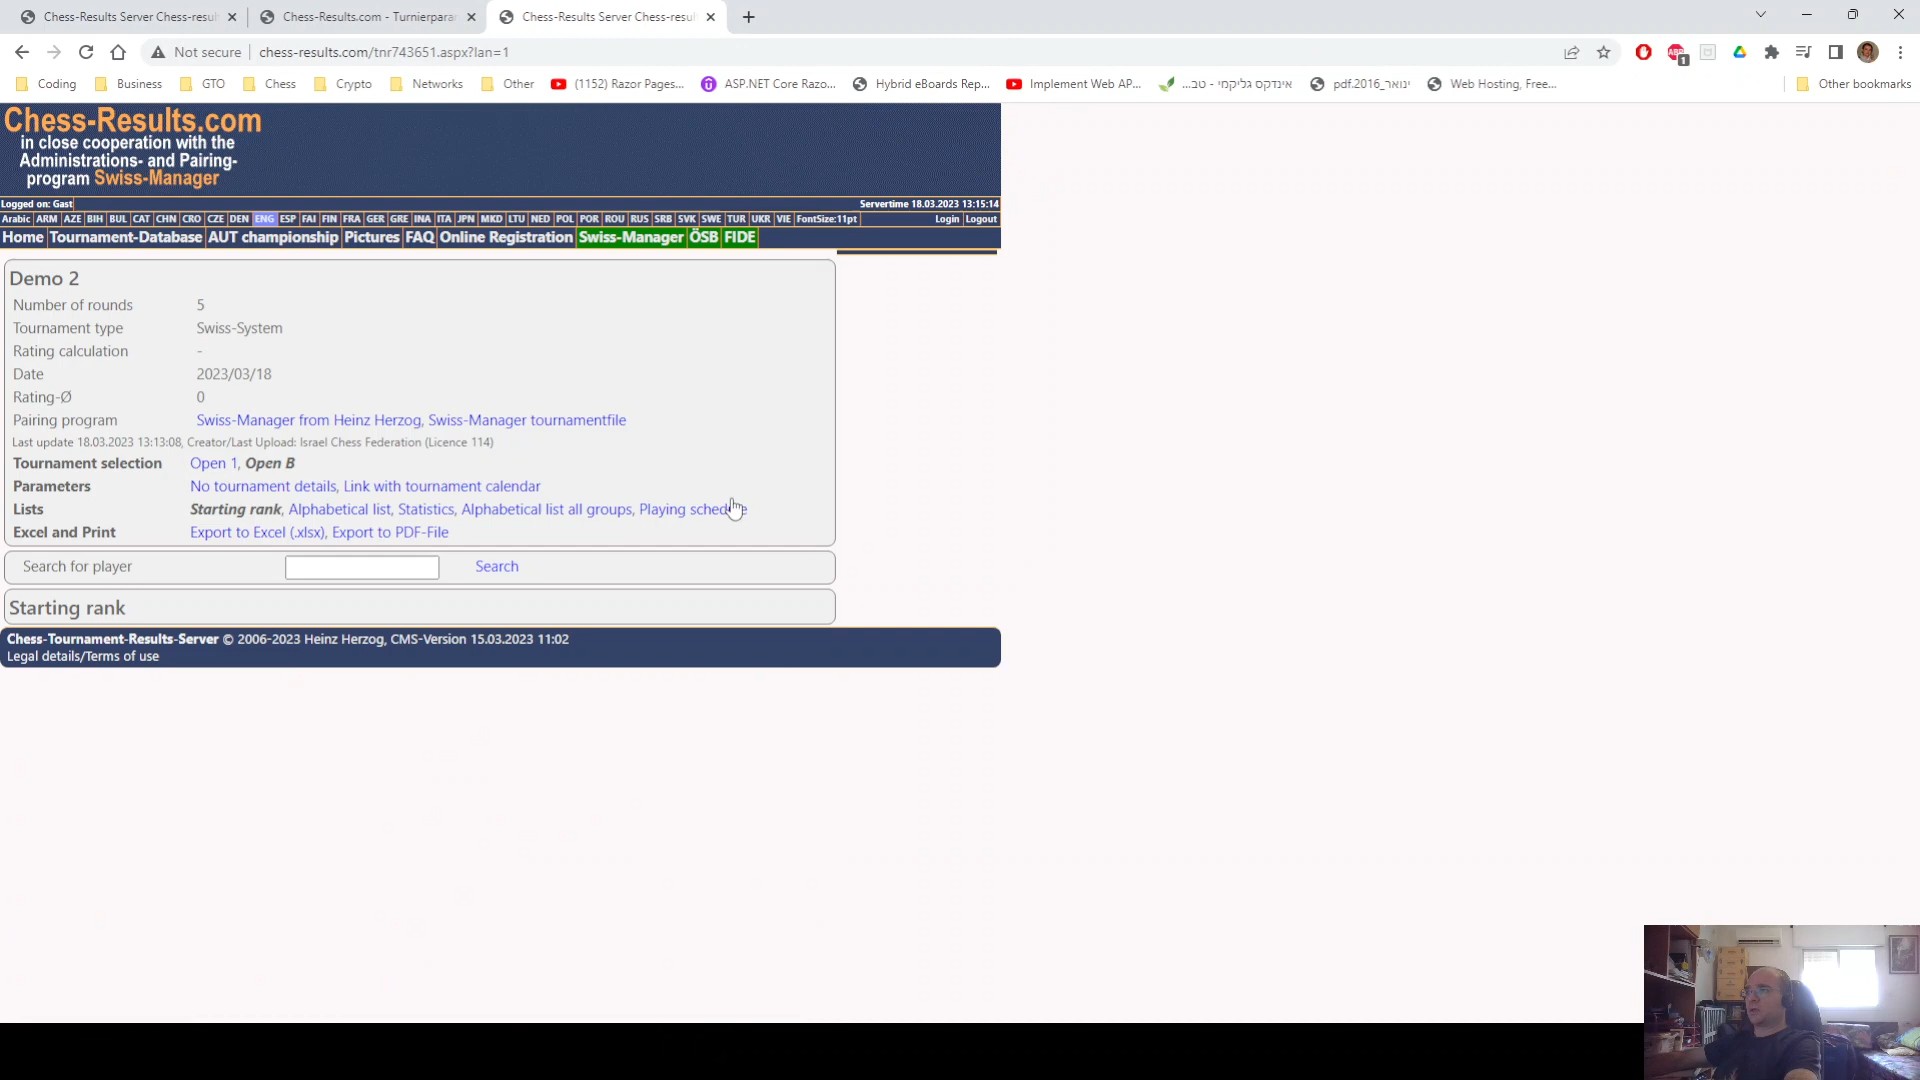 Chess-Results Server Chess-resul
Chess-Results.com - Turnierparar
Chess-Results Server Chess-resul
Not secure
chess-results.com/tnr743651.aspx?lan=1
ABP
1
Coding
Business
GTO
Chess
Crypto
Networks
Other
(1152) Razor Pages...
ASP.NET Core Razo...
Hybrid eBoards Rep...
Implement Web AP...
אינדקס גליקמי - טב...
ינואר_2016.pdf
Web Hosting, Free...
Other bookmarks
Chess-Results.com
in close cooperation with the
Administrations- and Pairing-
program Swiss-Manager
Logged on: Gast
Servertime 18.03.2023 13:15:14
Arabic ARM AZE BIH BUL CAT CHN CRO CZE DEN ENG ESP FAI FIN FRA GER GRE INA ITA JPN MKD LTU NED POL POR ROU RUS SRB SVK SWE TUR UKR VIE FontSize:11pt Login Logout
Home Tournament-Database AUT championship Pictures FAQ Online Registration Swiss-Manager ÖSB FIDE
Demo 2
Number of rounds 5
Tournament type Swiss-System
Rating calculation -
Date 2023/03/18
Rating-Ø 0
Pairing program Swiss-Manager from Heinz Herzog, Swiss-Manager tournamentfile
Last update 18.03.2023 13:13:08, Creator/Last Upload: Israel Chess Federation (Licence 114)
Tournament selection Open 1, Open B
Parameters No tournament details, Link with tournament calendar
Lists Starting rank, Alphabetical list, Statistics, Alphabetical list all groups, Playing schedule
Excel and Print Export to Excel (.xlsx), Export to PDF-File
Search for player Search
Starting rank
Chess-Tournament-Results-Server © 2006-2023 Heinz Herzog, CMS-Version 15.03.2023 11:02
Legal details/Terms of use